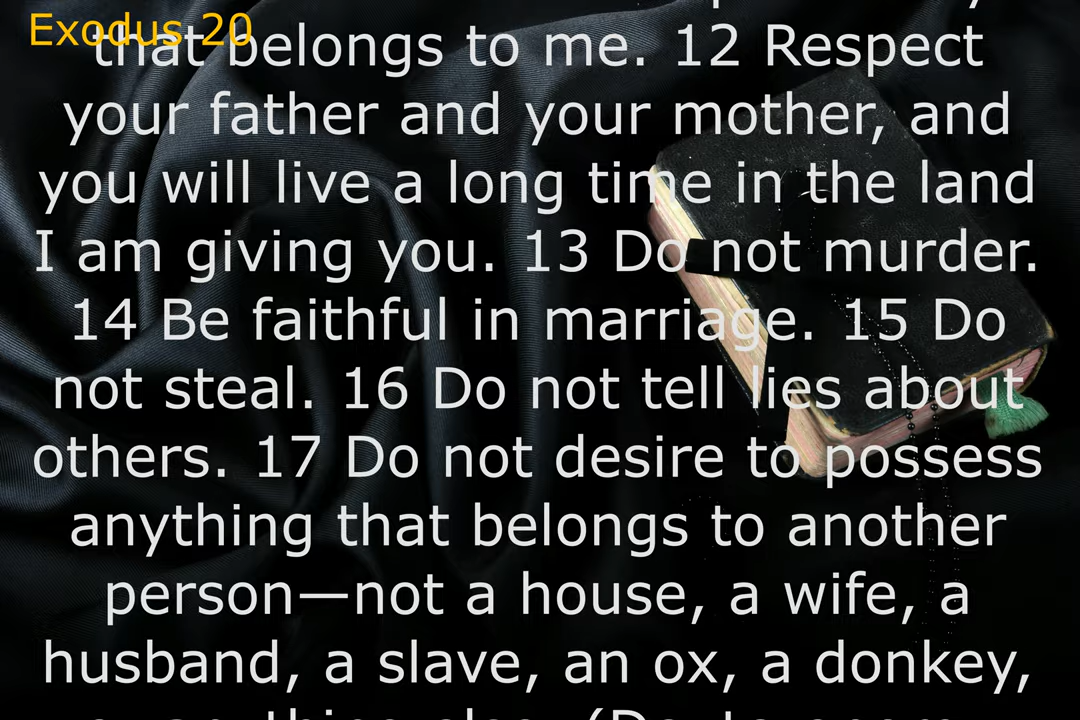 Exodus 20
that belongs to me. 12 Respect
your father and your mother, and
you will live a long time in the land
I am giving you. 13 Do not murder.
14 Be faithful in marriage. 15 Do
not steal. 16 Do not tell lies about
others. 17 Do not desire to possess
anything that belongs to another
person—not a house, a wife, a
husband, a slave, an ox, a donkey,